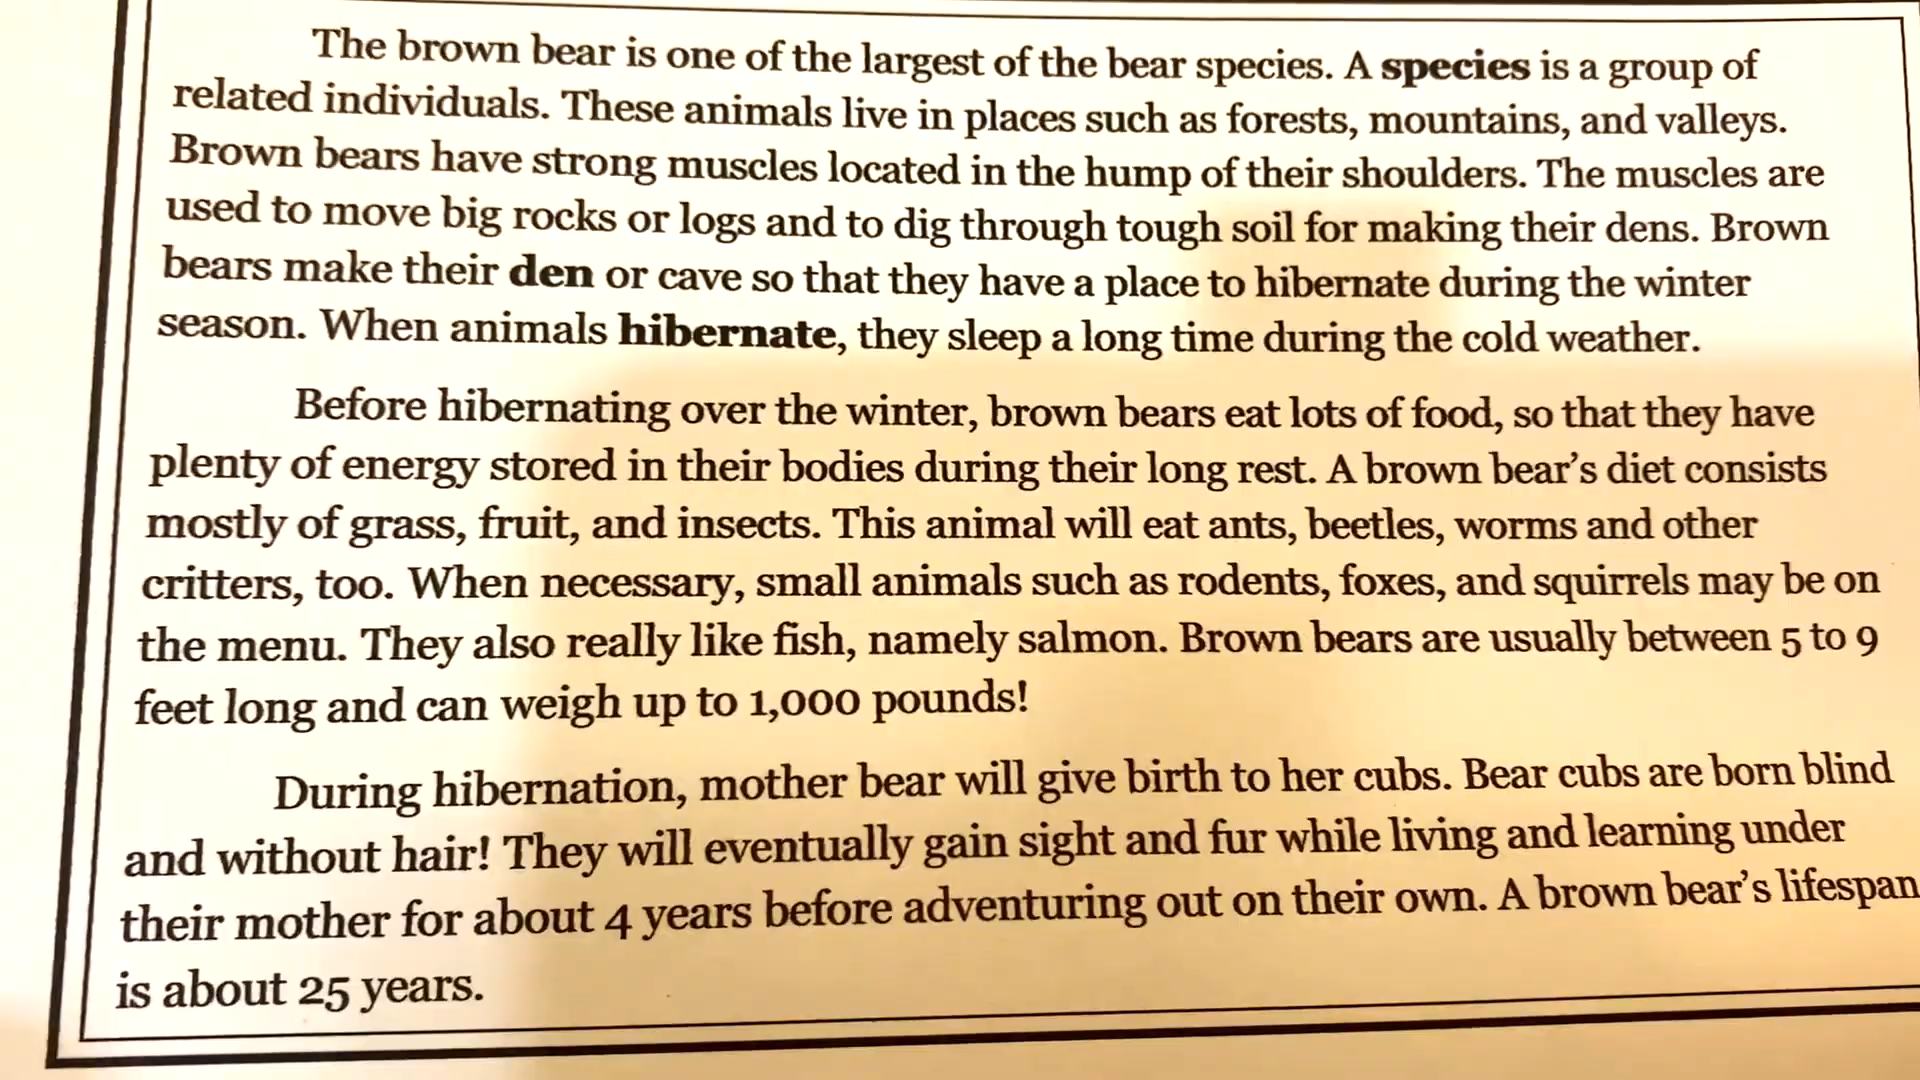 The brown bear is one of the largest of the bear species. A species is a group of
related individuals. These animals live in places such as forests, mountains, and valleys.
Brown bears have strong muscles located in the hump of their shoulders. The muscles are
used to move big rocks or logs and to dig through tough soil for making their dens. Brown
bears make their den or cave so that they have a place to hibernate during the winter
season. When animals hibernate, they sleep a long time during the cold weather.
Before hibernating over the winter, brown bears eat lots of food, so that they have
plenty of energy stored in their bodies during their long rest. A brown bear's diet consists
mostly of grass, fruit, and insects. This animal will eat ants, beetles, worms and other
critters, too. When necessary, small animals such as rodents, foxes, and squirrels may be on
the menu. They also really like fish, namely salmon. Brown bears are usually between 5 to 9
feet long and can weigh up to 1,000 pounds!
During hibernation, mother bear will give birth to her cubs. Bear cubs are born blind
and without hair! They will eventually gain sight and fur while living and learning under
their mother for about 4 years before adventuring out on their own. A brown bear's lifespan
is about 25 years.